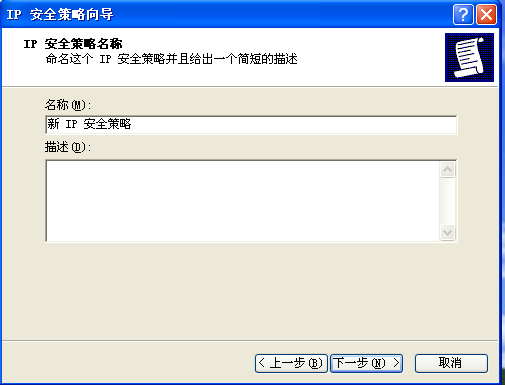 IP 安全策略向导
IP 安全策略名称
命名这个 IP 安全策略并且给出一个简短的描述
名称(M):
新 IP 安全策略
描述(D):
< 上一步(B) 下一步(N) > 取消